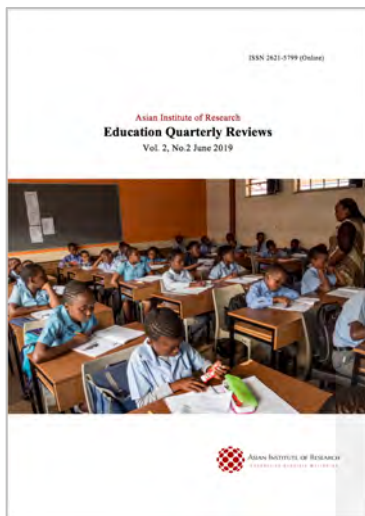 ISSN 2621-5799 (Online)
Asian Institute of Research
Education Quarterly Reviews
Vol. 2, No.2 June 2019
ASIAN INSTITUTE OF RESEARCH